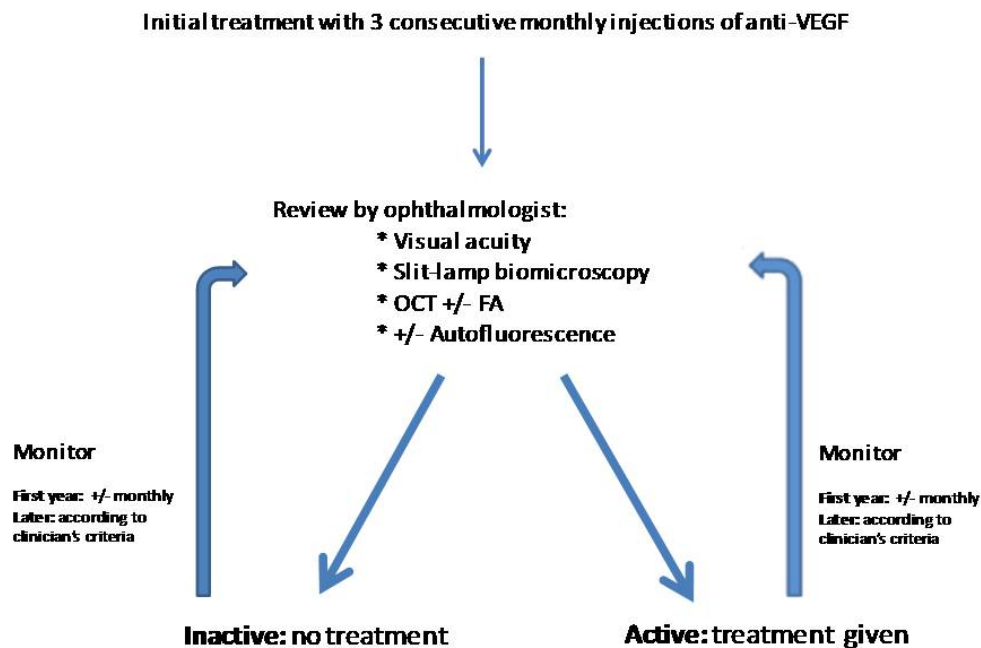 Initial treatment with 3 consecutive monthly injections of anti-VEGF
Review by ophthalmologist:
* Visual acuity
* Slit-lamp biomicroscopy
* OCT +/- FA
* +/- Autofluorescence
Monitor
First year: +/- monthly
Later: according to
clinician's criteria
Monitor
First year: +/- monthly
Later: according to
clinician's criteria
Inactive: no treatment
Active: treatment given